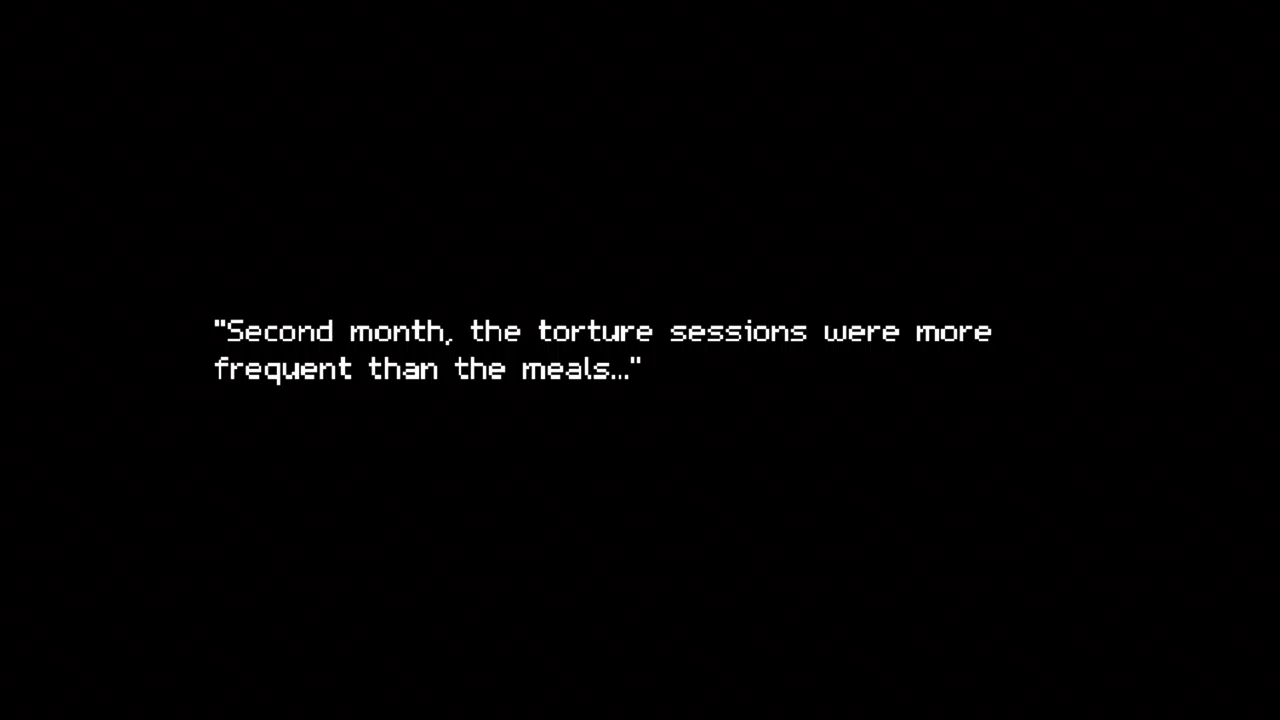 "Second month, the torture sessions were more
frequent than the meals..."